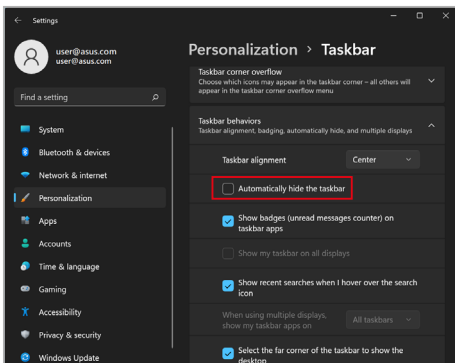 Settings
user@asus.com
user@asus.com
Find a setting
System
Bluetooth & devices
Network & internet
Personalization
Apps
Accounts
Time & language
Gaming
Accessibility
Privacy & security
Windows Update
Personalization > Taskbar
Taskbar corner overflow
Choose which icons may appear in the taskbar corner – all others will
appear in the taskbar corner overflow menu
Taskbar behaviors
Taskbar alignment, badging, automatically hide, and multiple displays
Taskbar alignment
Center
Automatically hide the taskbar
Show badges (unread messages counter) on
taskbar apps
Show my taskbar on all displays
Show recent searches when I hover over the search
icon
When using multiple displays,
show my taskbar apps on
All taskbars
Select the far corner of the taskbar to show the
desktop